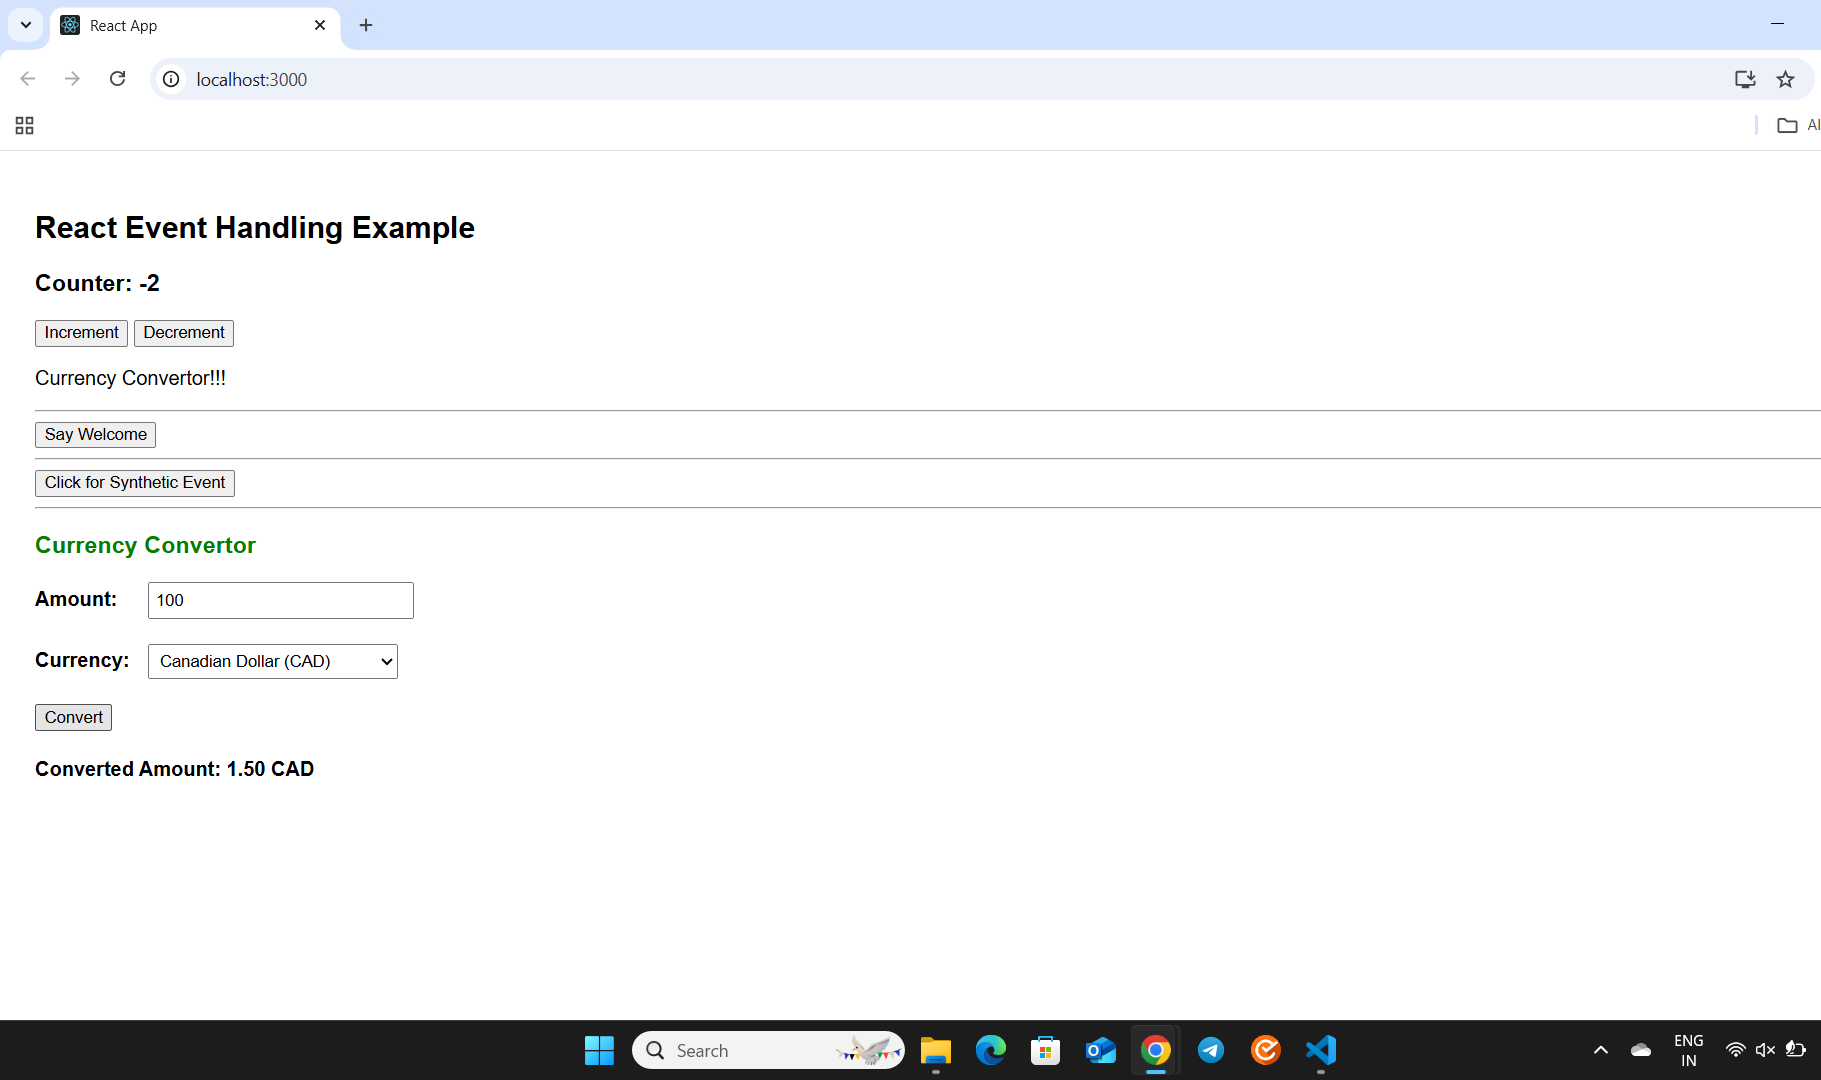 React App
localhost:3000
React Event Handling Example
Counter: -2
Increment Decrement
Currency Convertor!!!
Say Welcome
Click for Synthetic Event
Currency Convertor
Amount: 100
Currency: Canadian Dollar (CAD)
Convert
Converted Amount: 1.50 CAD
Search
ENG
IN